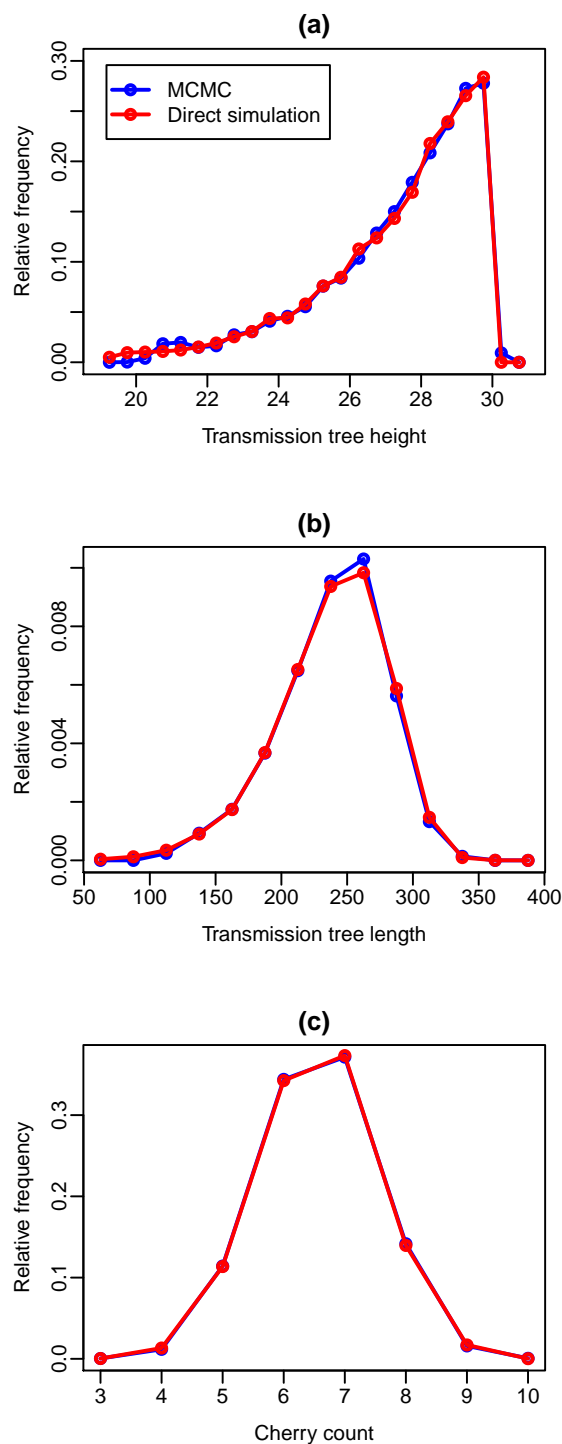 (a)
MCMC
Direct simulation
Relative frequency
0.00 0.10 0.20 0.30
20 22 24 26 28 30
Transmission tree height
(b)
Relative frequency
0.000 0.004 0.008
50 100 150 200 250 300 350 400
Transmission tree length
(c)
Relative frequency
0.0 0.1 0.2 0.3
3 4 5 6 7 8 9 10
Cherry count